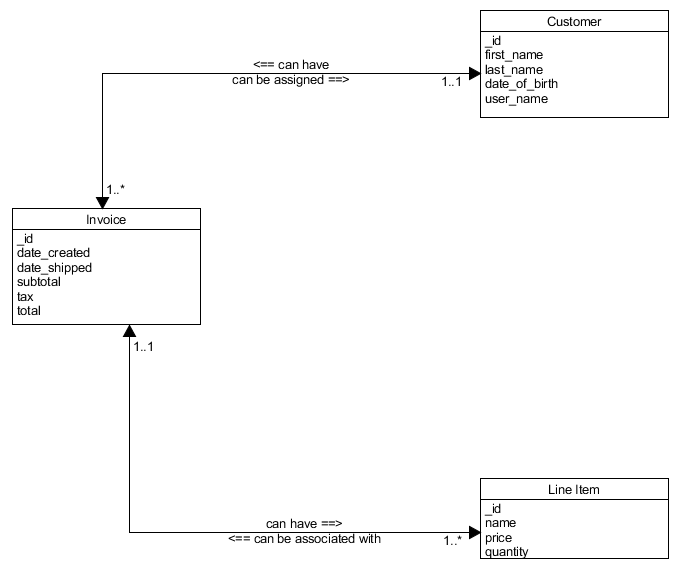 Customer
_id
first_name
last_name
date_of_birth
user_name
<== can have
can be assigned ==>
1..1
1..*
Invoice
_id
date_created
date_shipped
subtotal
tax
total
1..1
can have ==>
<== can be associated with
1..*
Line Item
_id
name
price
quantity